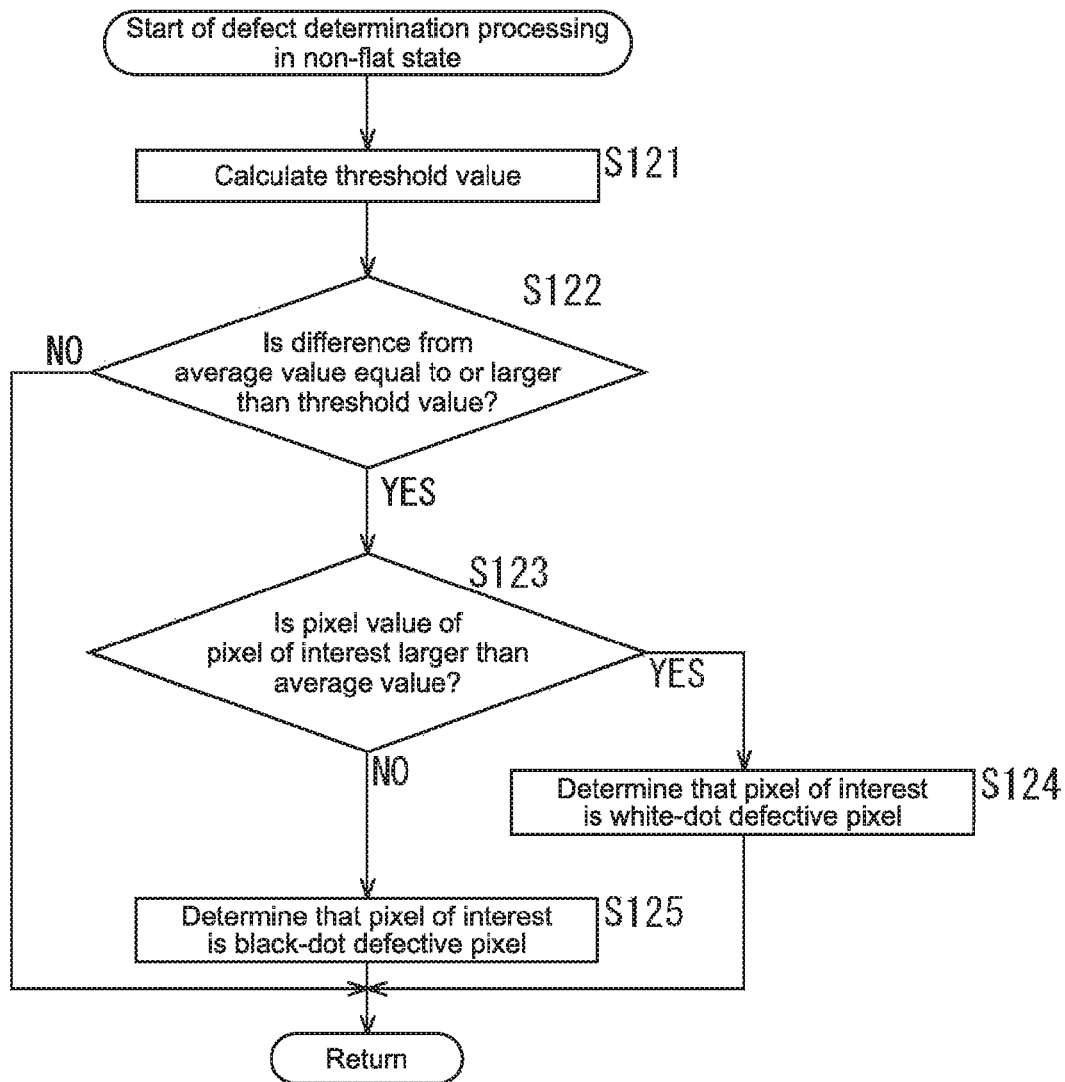 Start of defect determination processing
in non-flat state
Calculate threshold value
S121
S122
Is difference from
average value equal to or larger
than threshold value?
NO
YES
S123
Is pixel value of
pixel of interest larger than
average value?
YES
NO
Determine that pixel of interest
is white-dot defective pixel
S124
Determine that pixel of interest
is black-dot defective pixel
S125
Return